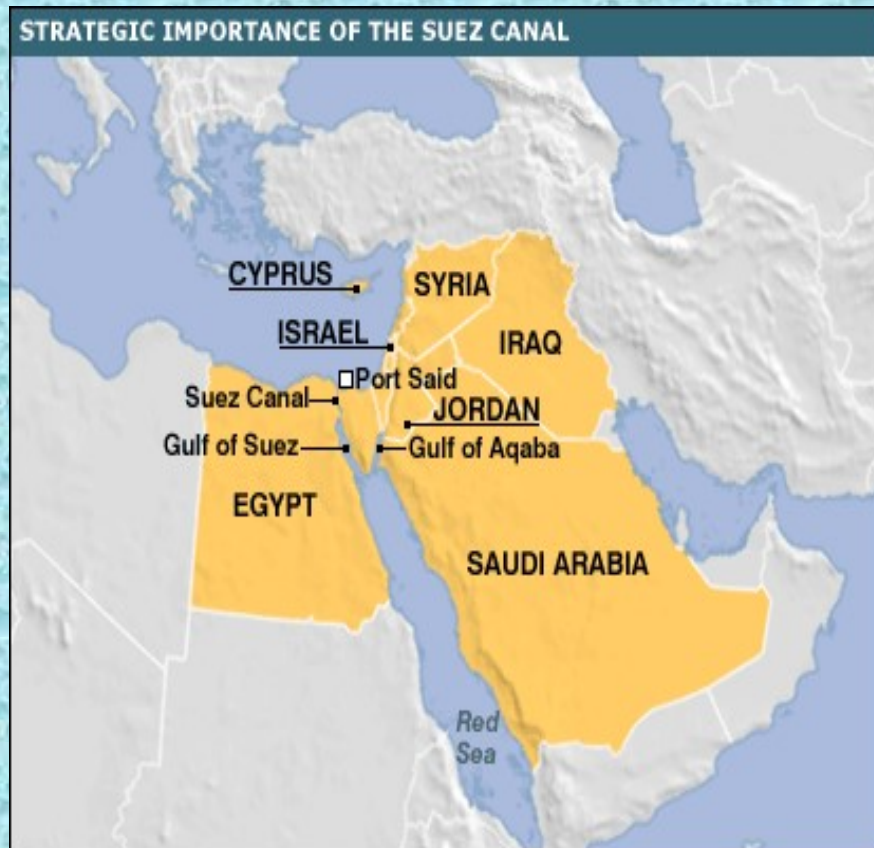 STRATEGIC IMPORTANCE OF THE SUEZ CANAL
CYPRUS
SYRIA
ISRAEL
IRAQ
Port Said
Suez Canal
JORDAN
Gulf of Suez
Gulf of Aqaba
EGYPT
SAUDI ARABIA
Red
Sea